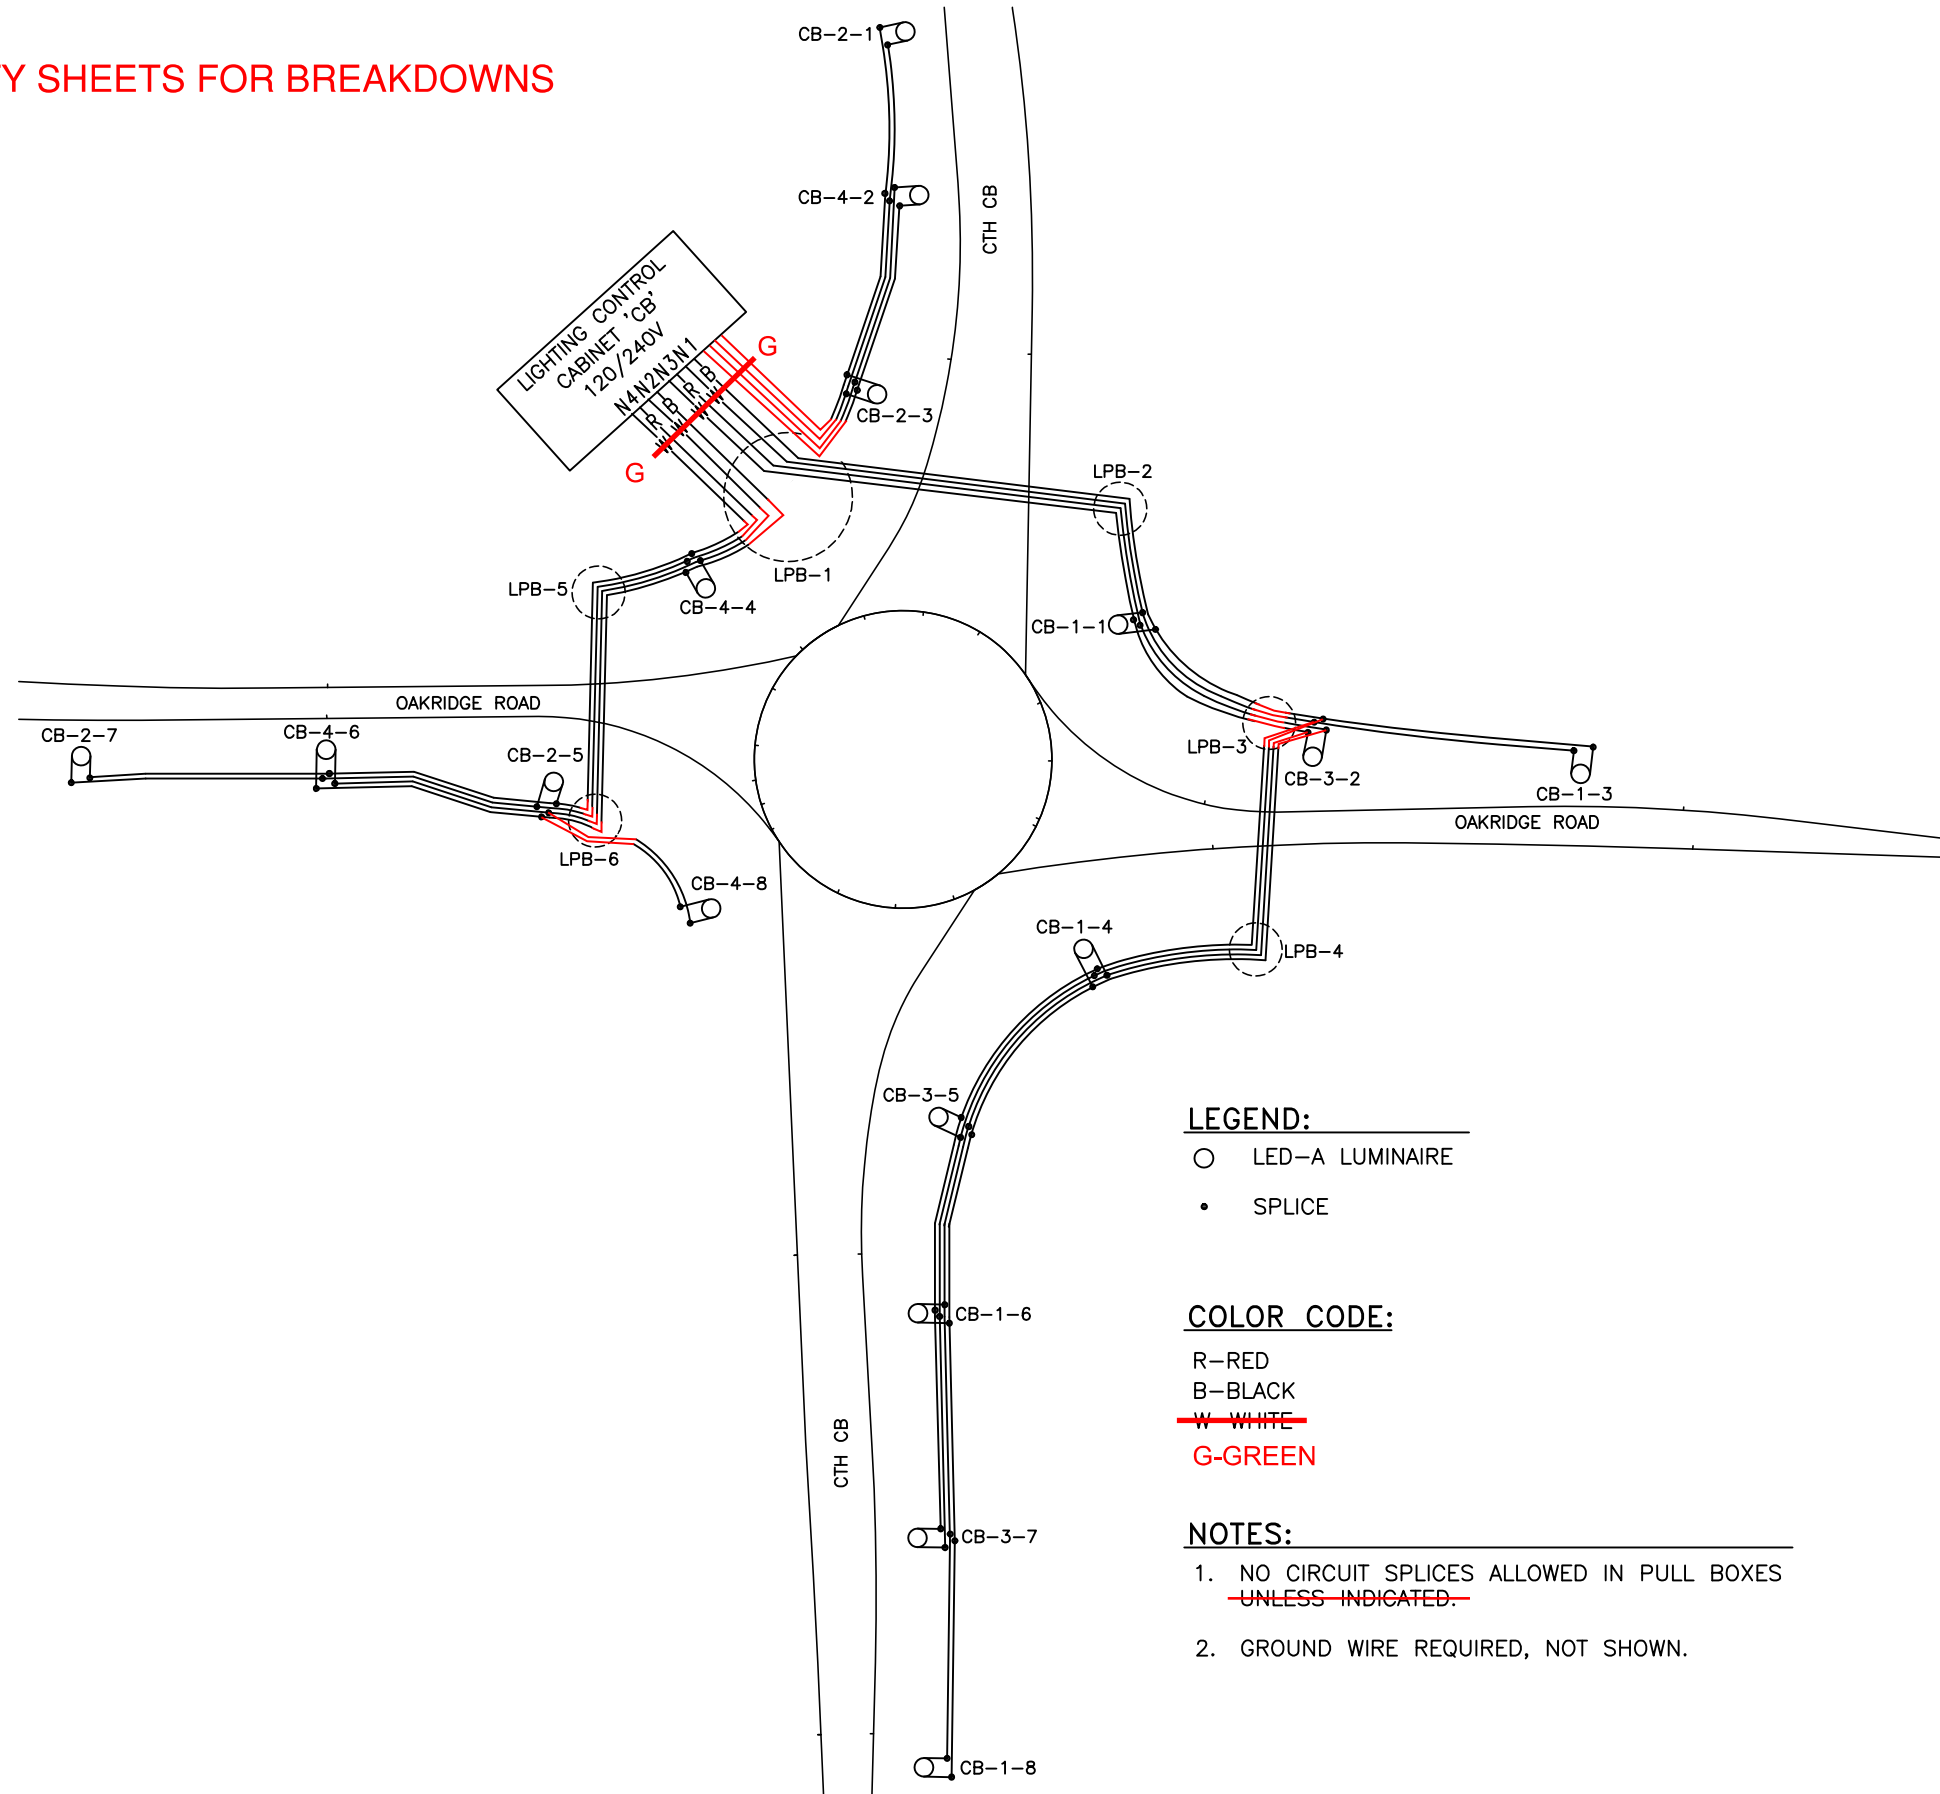 Y SHEETS FOR BREAKDOWNS
CB-2-1
CB-4-2
CTH CB
LIGHTING CONTROL
CABINET 'CB'
120/240V
N4N2N3N1
R B R B
G
G
CB-2-3
LPB-2
LPB-1
LPB-5
CB-4-4
CB-1-1
OAKRIDGE ROAD
CB-2-7
CB-4-6
CB-2-5
LPB-3
CB-3-2
CB-1-3
OAKRIDGE ROAD
LPB-6
CB-4-8
CB-1-4
LPB-4
CB-3-5
CB-1-6
CTH CB
CB-3-7
CB-1-8
LEGEND:
LED-A LUMINAIRE
SPLICE
COLOR CODE:
R-RED
B-BLACK
W-WHITE
G-GREEN
NOTES:
1. NO CIRCUIT SPLICES ALLOWED IN PULL BOXES
UNLESS INDICATED.
2. GROUND WIRE REQUIRED, NOT SHOWN.